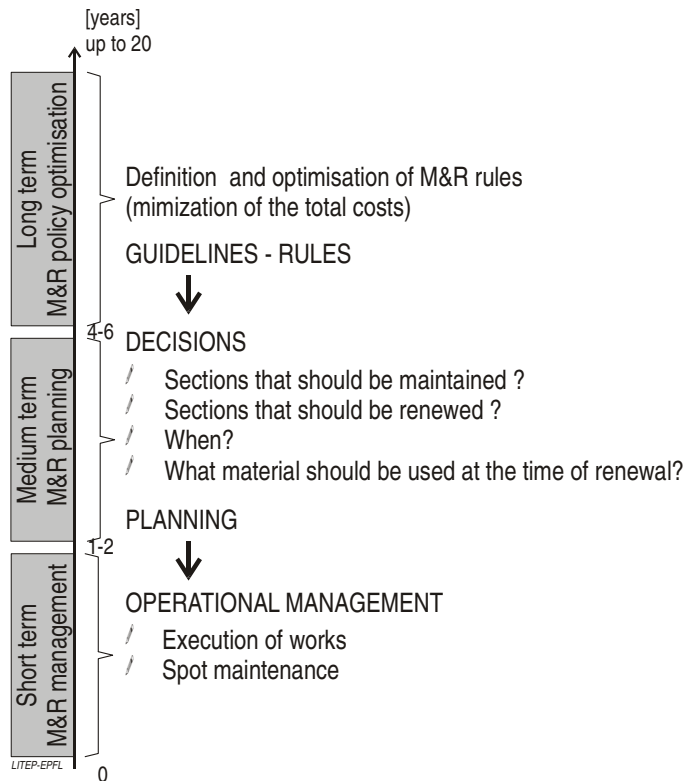 [years]
up to 20
Long term
M&R policy optimisation
Definition and optimisation of M&R rules
(mimization of the total costs)
GUIDELINES - RULES
4-6
Medium term
M&R planning
DECISIONS
Sections that should be maintained ?
Sections that should be renewed ?
When?
What material should be used at the time of renewal?
PLANNING
1-2
Short term
M&R management
OPERATIONAL MANAGEMENT
Execution of works
Spot maintenance
LITEP-EPFL
0